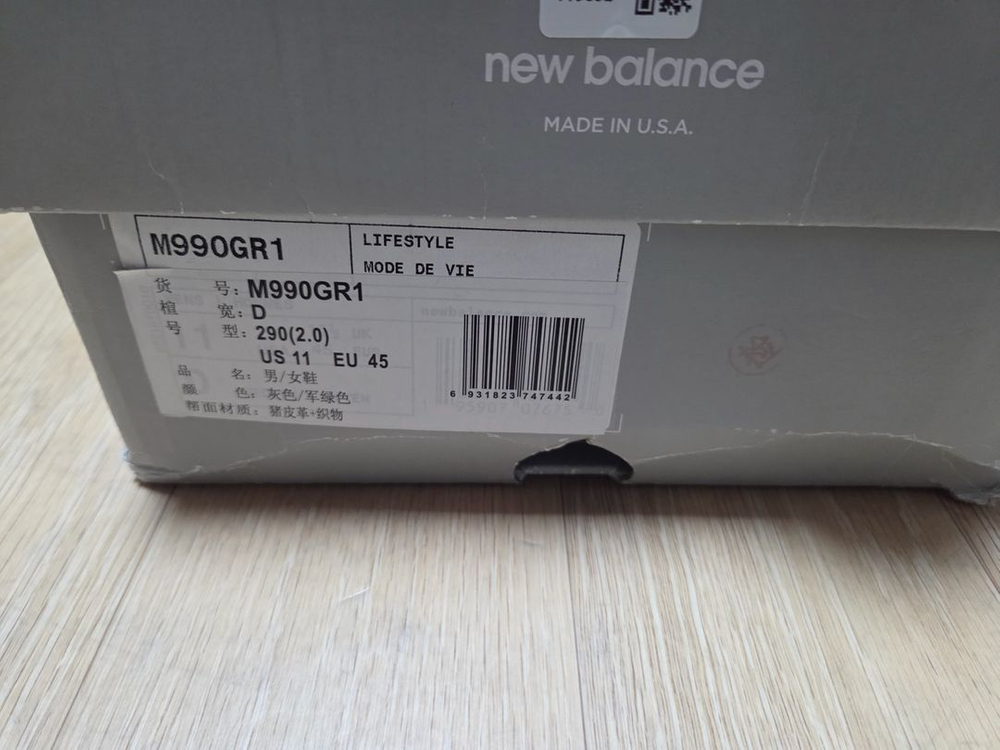 new balance
MADE IN U.S.A.
M990GR1
LIFESTYLE
MODE DE VIE
货 号: M990GR1
楦 宽: D
号 型: 290(2.0)
US 11 EU 45
品 名: 男/女鞋
颜 色: 灰色/军绿色
帮面材质: 猪皮革+织物
6 931823 747442